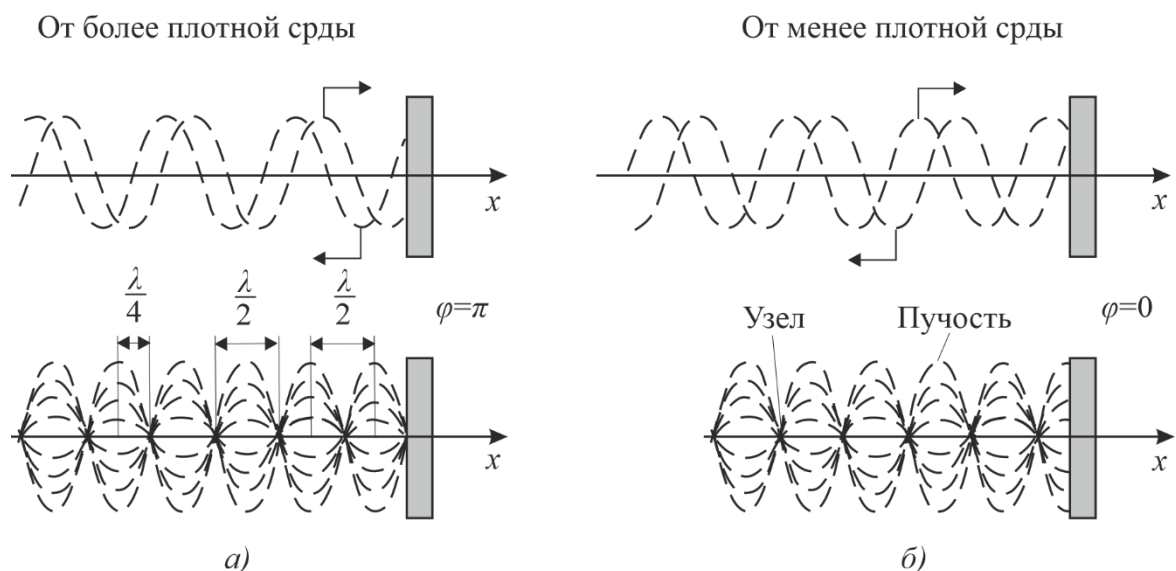 От более плотной срды
От менее плотной срды
x
x
λ/4
λ/2
λ/2
φ=π
Узел
Пучость
φ=0
x
x
а)
б)